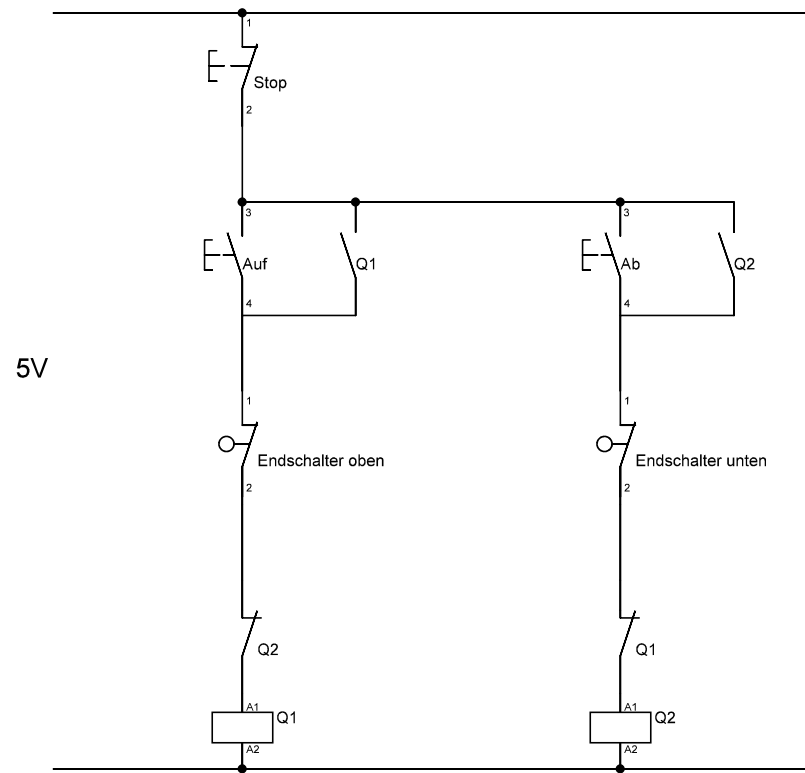 1
Stop
2
3
Auf
Q1
4
3
Ab
Q2
4
5V
1
Endschalter oben
2
1
Endschalter unten
2
Q2
Q1
A1
Q1
A2
A1
Q2
A2